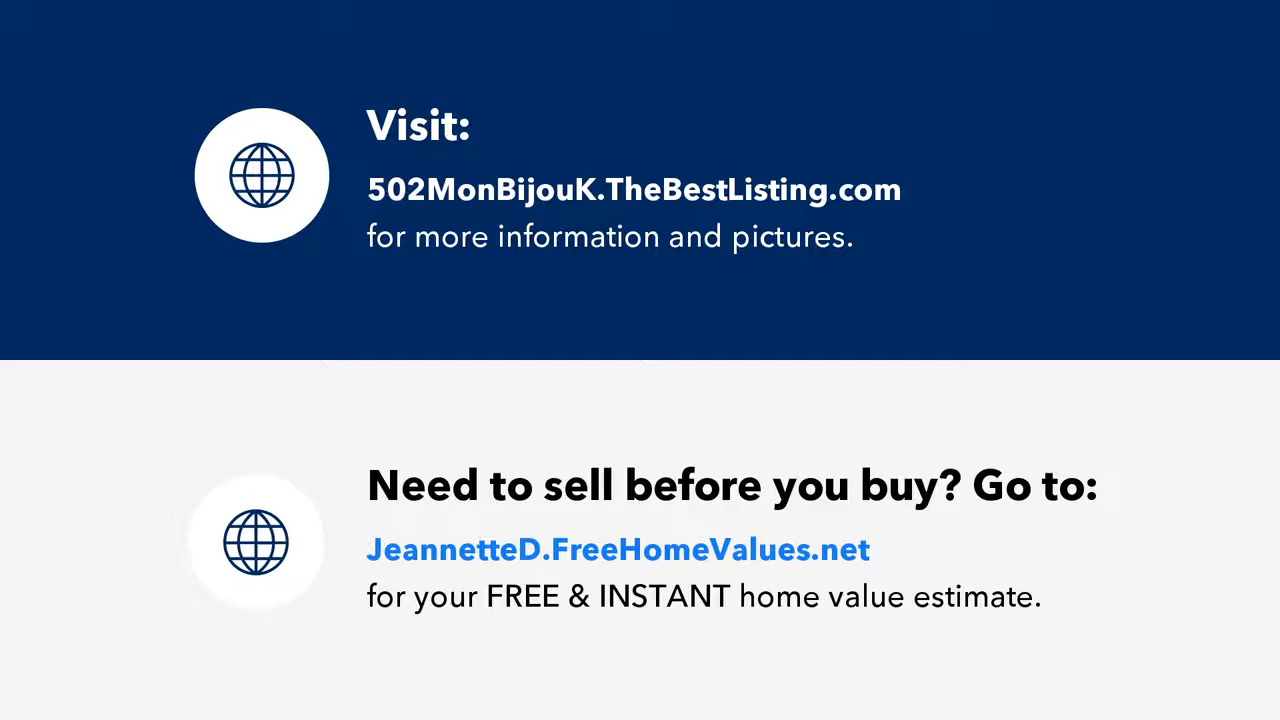 Visit:
502MonBijouK.TheBestListing.com
for more information and pictures.
Need to sell before you buy? Go to:
JeannetteD.FreeHomeValues.net
for your FREE & INSTANT home value estimate.